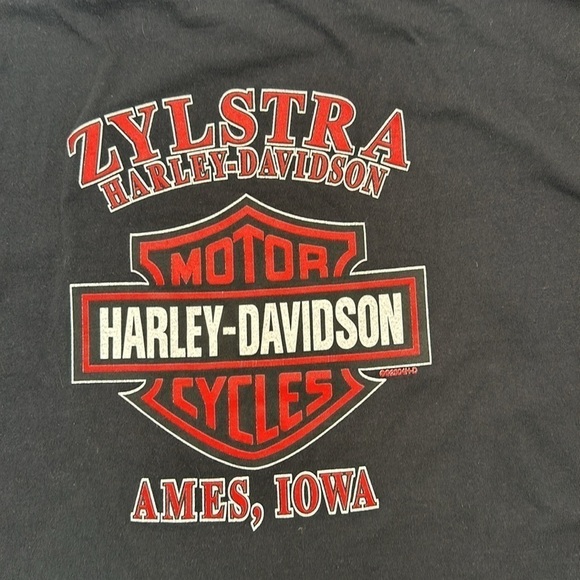 ZYLSTRA
HARLEY-DAVIDSON
MOTOR
HARLEY-DAVIDSON
CYCLES
AMES, IOWA